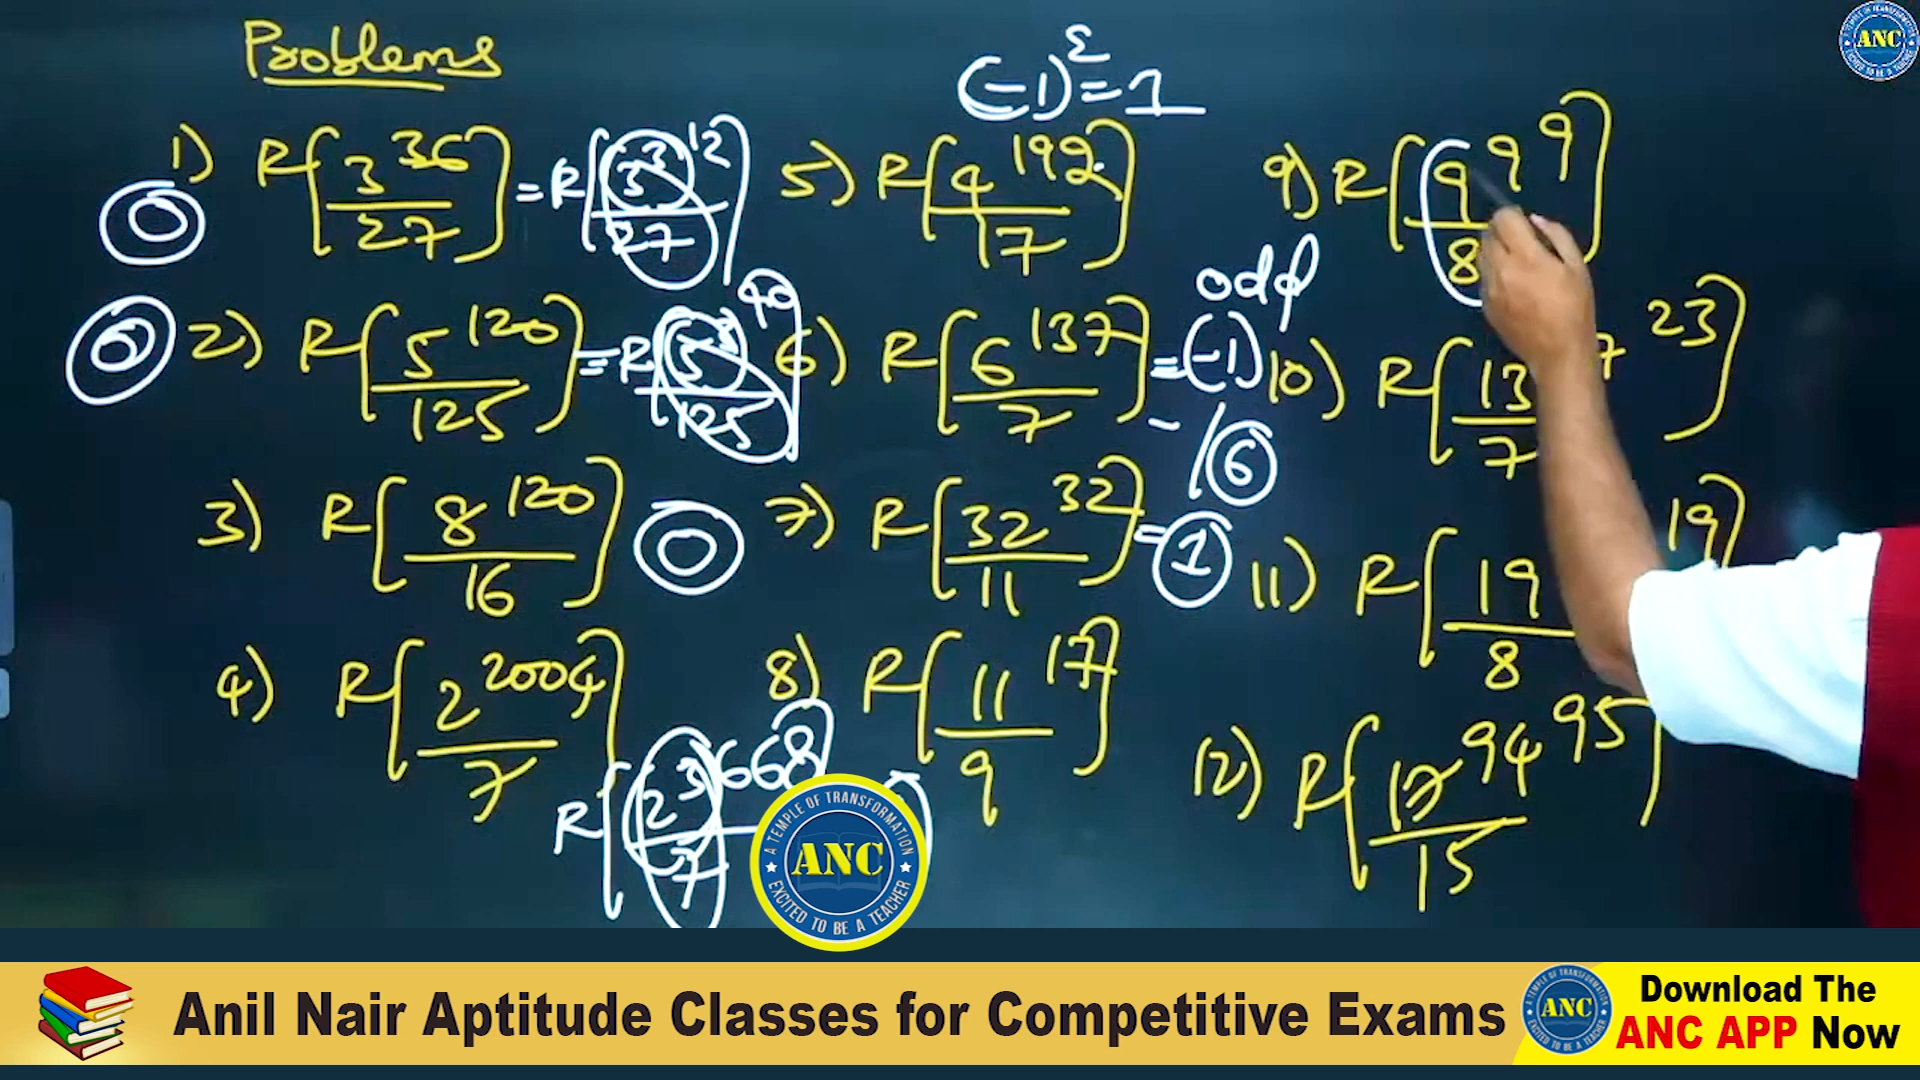 Problems
(-1)^ε = 1
1) R[3^36/27] = R[(3^3)^12/27]
0
2) R[5^120/125] = R[(5^3)^40/125]
0
3) R[8^120/16]
0
4) R[2^2004/7]
R[(2^3)^668/7]
5) R[4^192/17]
6) R[6^137/7] = (-1)
odd
-1
6
7) R[32^32/11] = 1
8) R[11^17/9]
9) R[9^9^9/8]
10) R[13 23/7]
11) R[19 19/8]
12) R[17^94^95/15]
ANC
A TEMPLE OF TRANSFORMATION
ANC
EXCITED TO BE A TEACHER
Anil Nair Aptitude Classes for Competitive Exams
ANC
Download The
ANC APP Now